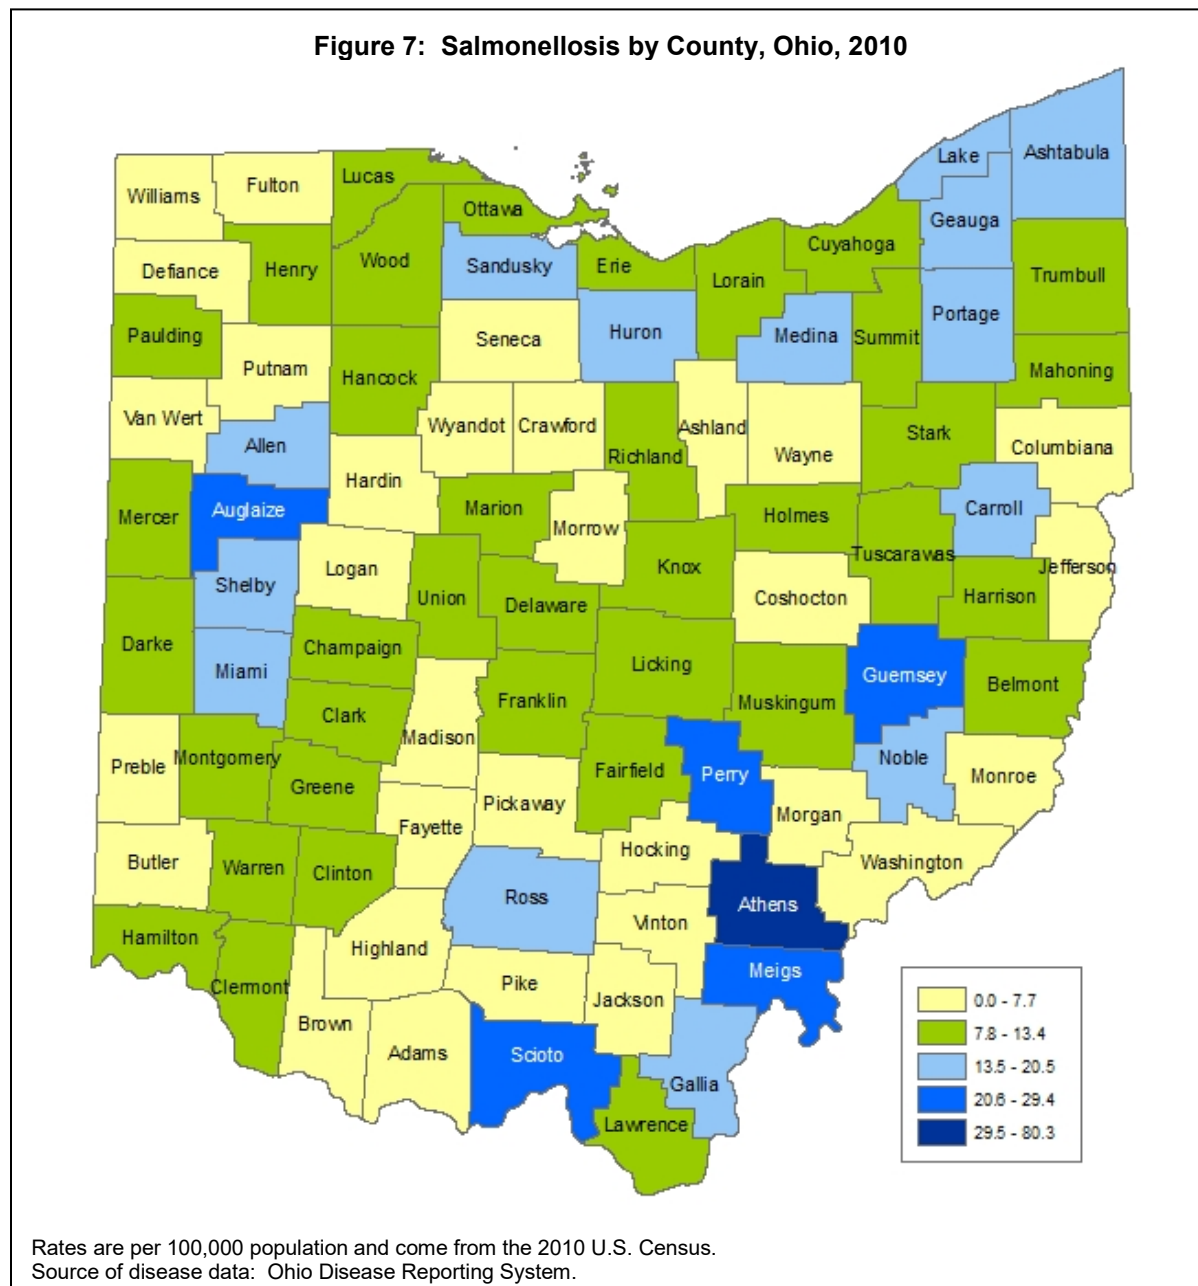 Figure 7:  Salmonellosis by County, Ohio, 2010
Lake
Ashtabula
Williams
Fulton
Lucas
Ottawa
Geauga
Cuyahoga
Defiance
Henry
Wood
Sandusky
Erie
Lorain
Trumbull
Paulding
Putnam
Hancock
Seneca
Huron
Medina
Summit
Portage
Mahoning
Van Wert
Allen
Wyandot
Crawford
Richland
Ashland
Wayne
Stark
Columbiana
Hardin
Mercer
Auglaize
Marion
Morrow
Holmes
Carroll
Tuscarawas
Jefferson
Shelby
Logan
Union
Delaware
Knox
Coshocton
Harrison
Darke
Miami
Champaign
Licking
Guernsey
Belmont
Clark
Franklin
Muskingum
Madison
Noble
Preble
Montgomery
Greene
Fairfield
Perry
Monroe
Pickaway
Morgan
Fayette
Butler
Warren
Clinton
Hocking
Washington
Ross
Athens
Vinton
Hamilton
Highland
Meigs
Clermont
Pike
Jackson
Brown
Adams
Scioto
Gallia
Lawrence
0.0 - 7.7
7.8 - 13.4
13.5 - 20.5
20.6 - 29.4
29.5 - 80.3
Rates are per 100,000 population and come from the 2010 U.S. Census.
Source of disease data:  Ohio Disease Reporting System.